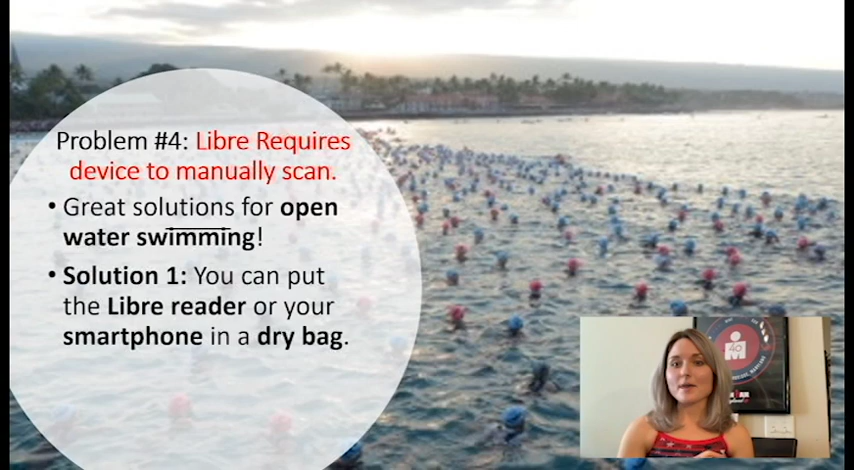 Problem #4: Libre Requires
device to manually scan.
• Great solutions for open
water swimming!
• Solution 1: You can put
the Libre reader or your
smartphone in a dry bag.